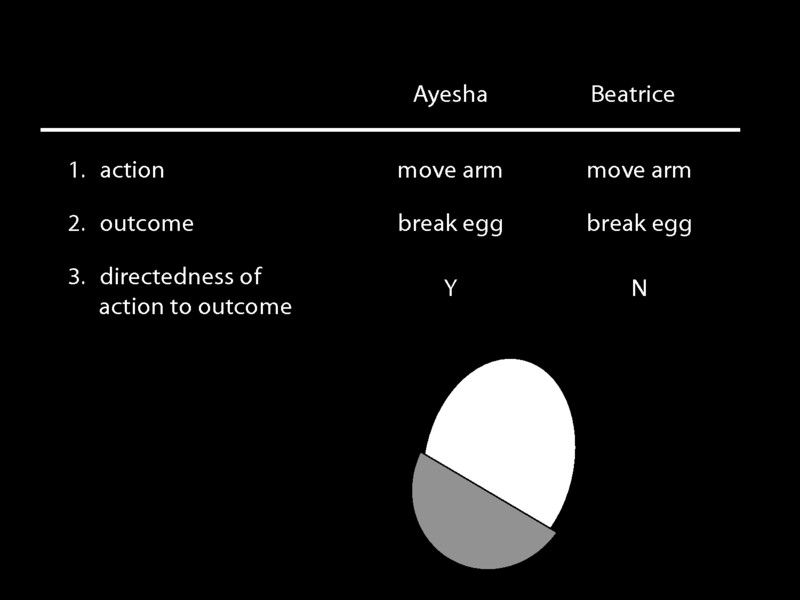 Ayesha Beatrice
1. action move arm move arm
2. outcome break egg break egg
3. directedness of
action to outcome Y N